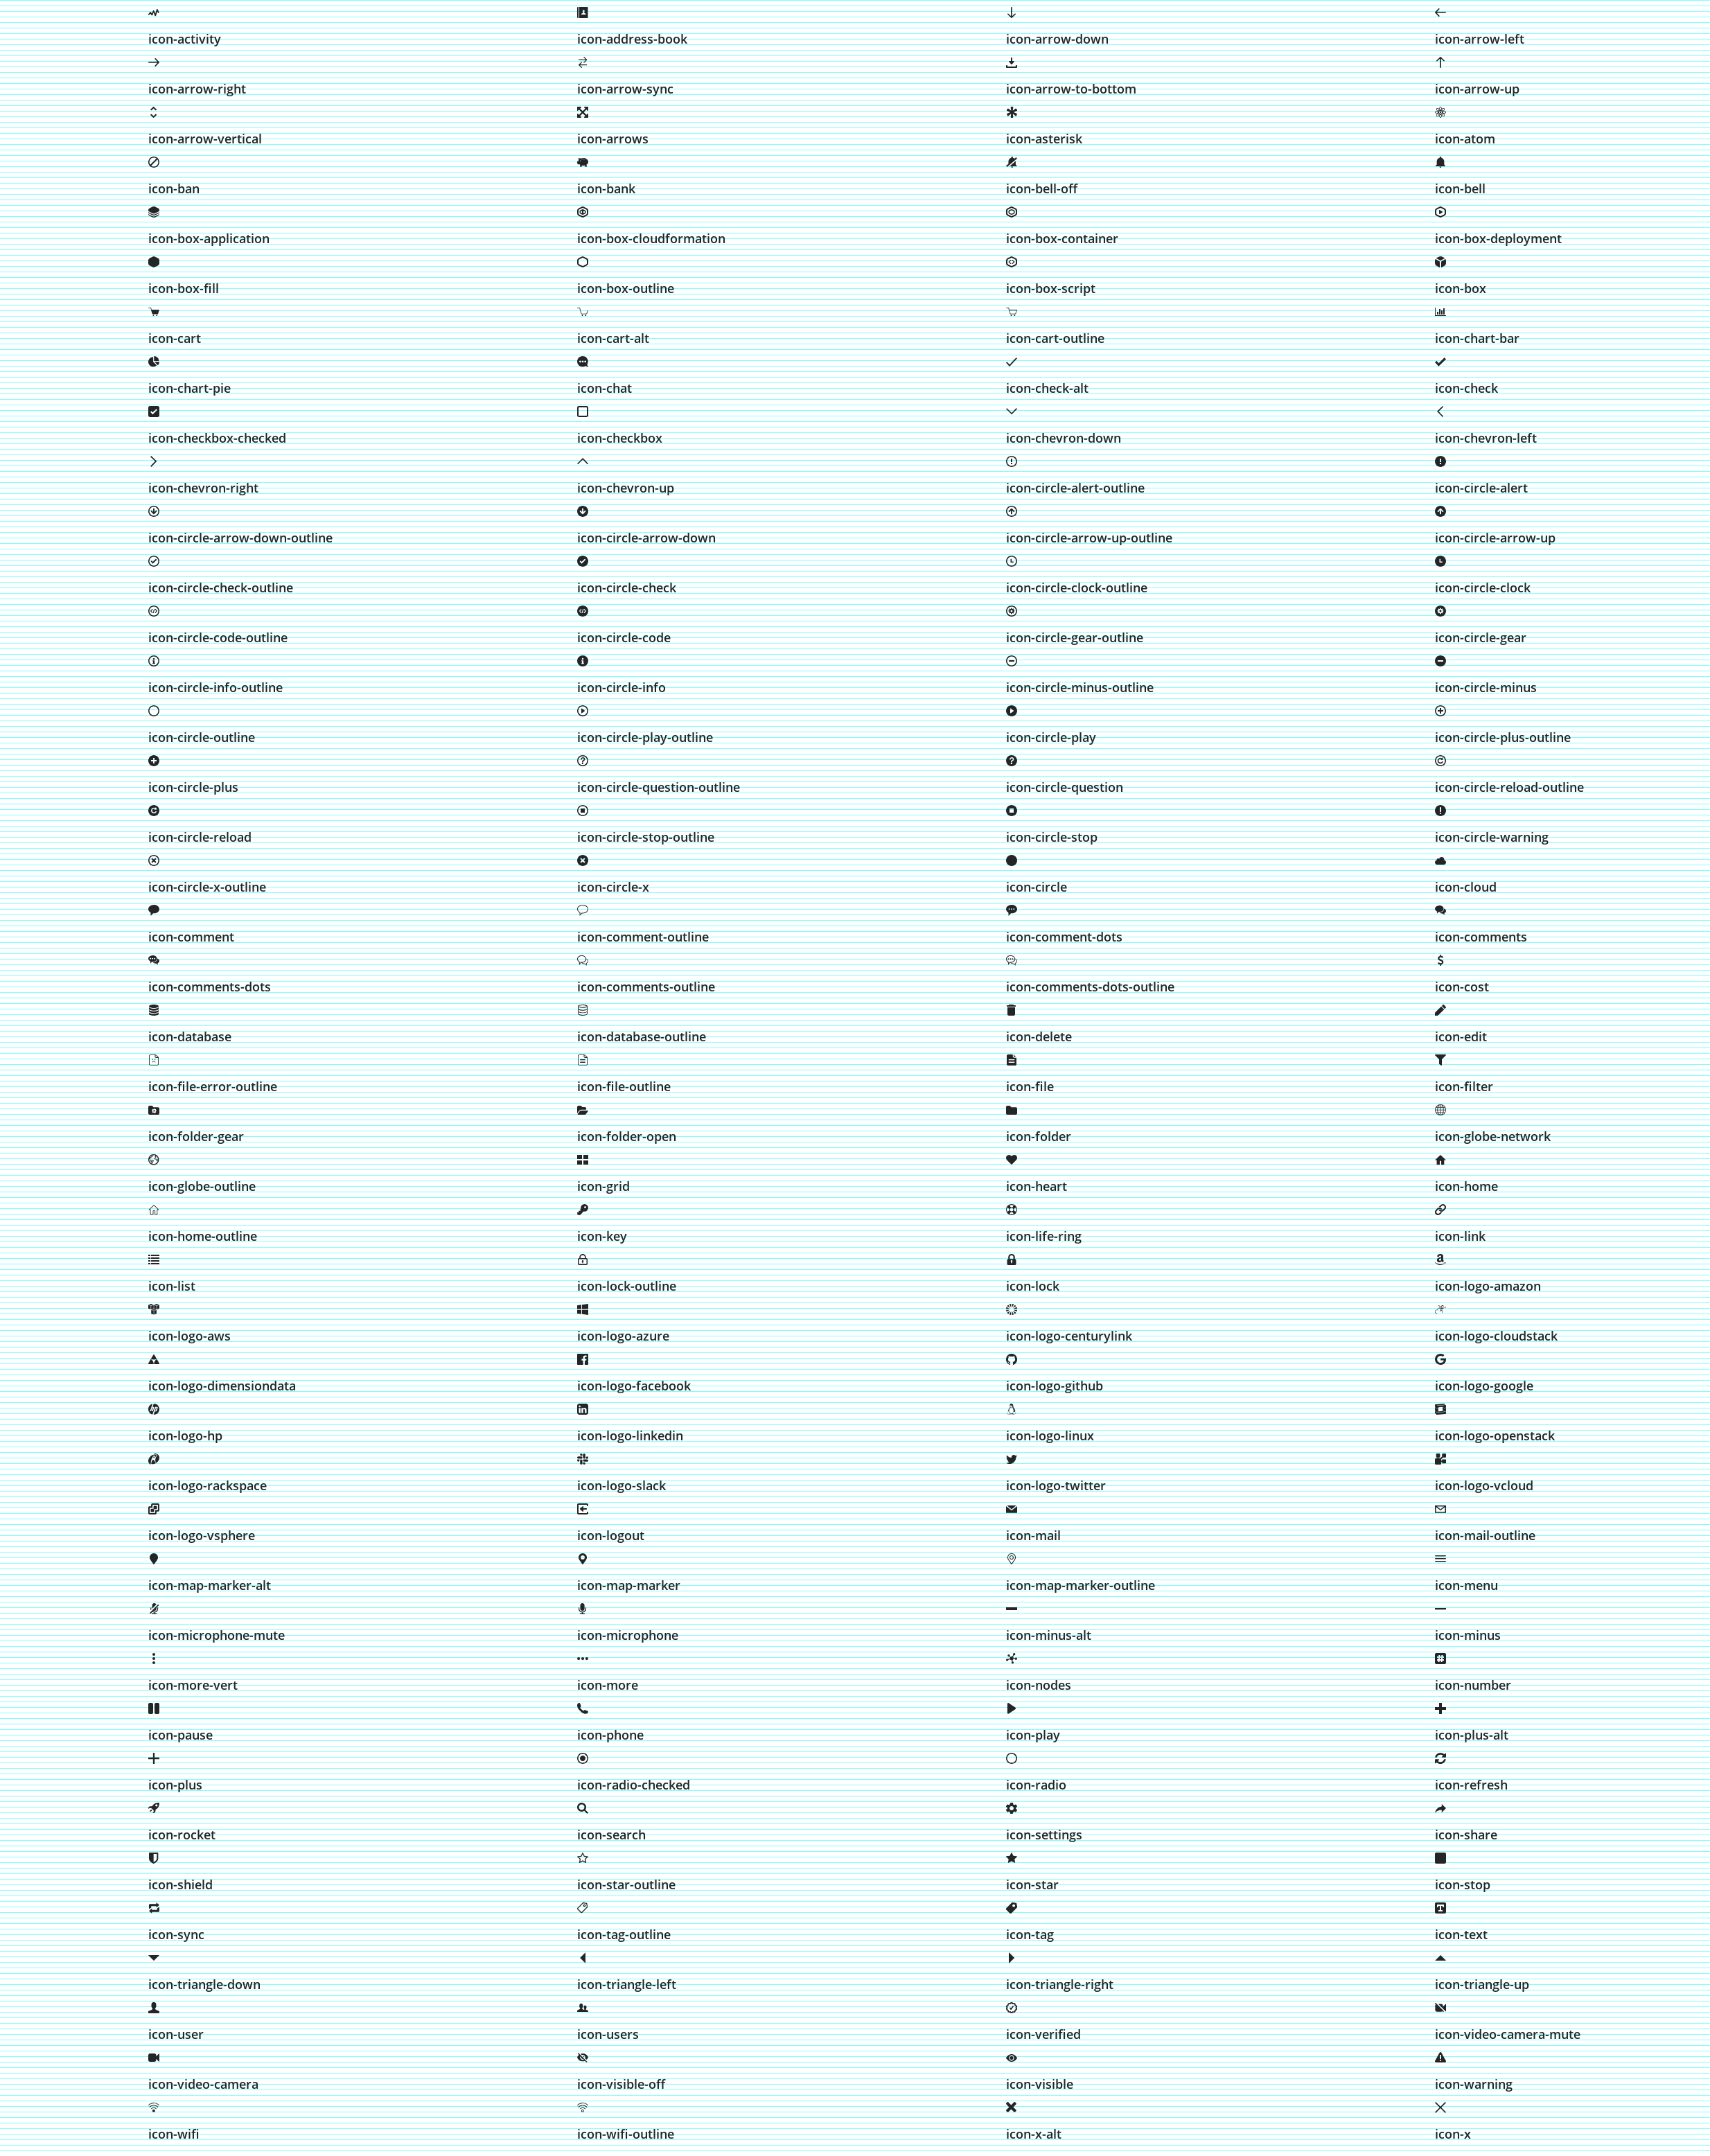 icon-activity icon-address-book icon-arrow-down icon-arrow-left
icon-arrow-right icon-arrow-sync icon-arrow-to-bottom icon-arrow-up
icon-arrow-vertical icon-arrows icon-asterisk icon-atom
icon-ban icon-bank icon-bell-off icon-bell
icon-box-application icon-box-cloudformation icon-box-container icon-box-deployment
icon-box-fill icon-box-outline icon-box-script icon-box
icon-cart icon-cart-alt icon-cart-outline icon-chart-bar
icon-chart-pie icon-chat icon-check-alt icon-check
icon-checkbox-checked icon-checkbox icon-chevron-down icon-chevron-left
icon-chevron-right icon-chevron-up icon-circle-alert-outline icon-circle-alert
icon-circle-arrow-down-outline icon-circle-arrow-down icon-circle-arrow-up-outline icon-circle-arrow-up
icon-circle-check-outline icon-circle-check icon-circle-clock-outline icon-circle-clock
icon-circle-code-outline icon-circle-code icon-circle-gear-outline icon-circle-gear
icon-circle-info-outline icon-circle-info icon-circle-minus-outline icon-circle-minus
icon-circle-outline icon-circle-play-outline icon-circle-play icon-circle-plus-outline
icon-circle-plus icon-circle-question-outline icon-circle-question icon-circle-reload-outline
icon-circle-reload icon-circle-stop-outline icon-circle-stop icon-circle-warning
icon-circle-x-outline icon-circle-x icon-circle icon-cloud
icon-comment icon-comment-outline icon-comment-dots icon-comments
icon-comments-dots icon-comments-outline icon-comments-dots-outline icon-cost
icon-database icon-database-outline icon-delete icon-edit
icon-file-error-outline icon-file-outline icon-file icon-filter
icon-folder-gear icon-folder-open icon-folder icon-globe-network
icon-globe-outline icon-grid icon-heart icon-home
icon-home-outline icon-key icon-life-ring icon-link
icon-list icon-lock-outline icon-lock icon-logo-amazon
icon-logo-aws icon-logo-azure icon-logo-centurylink icon-logo-cloudstack
icon-logo-dimensiondata icon-logo-facebook icon-logo-github icon-logo-google
icon-logo-hp icon-logo-linkedin icon-logo-linux icon-logo-openstack
icon-logo-rackspace icon-logo-slack icon-logo-twitter icon-logo-vcloud
icon-logo-vsphere icon-logout icon-mail icon-mail-outline
icon-map-marker-alt icon-map-marker icon-map-marker-outline icon-menu
icon-microphone-mute icon-microphone icon-minus-alt icon-minus
icon-more-vert icon-more icon-nodes icon-number
icon-pause icon-phone icon-play icon-plus-alt
icon-plus icon-radio-checked icon-radio icon-refresh
icon-rocket icon-search icon-settings icon-share
icon-shield icon-star-outline icon-star icon-stop
icon-sync icon-tag-outline icon-tag icon-text
icon-triangle-down icon-triangle-left icon-triangle-right icon-triangle-up
icon-user icon-users icon-verified icon-video-camera-mute
icon-video-camera icon-visible-off icon-visible icon-warning
icon-wifi icon-wifi-outline icon-x-alt icon-x